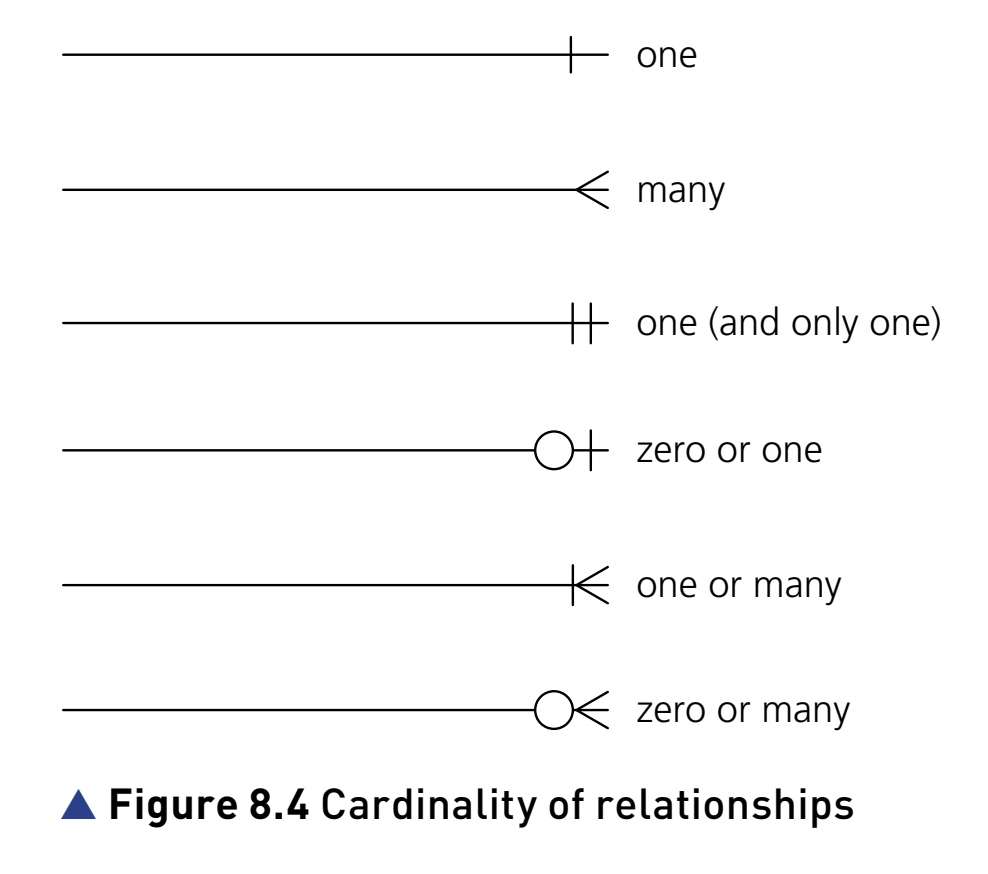 one
many
one (and only one)
zero or one
one or many
zero or many
Figure 8.4 Cardinality of relationships